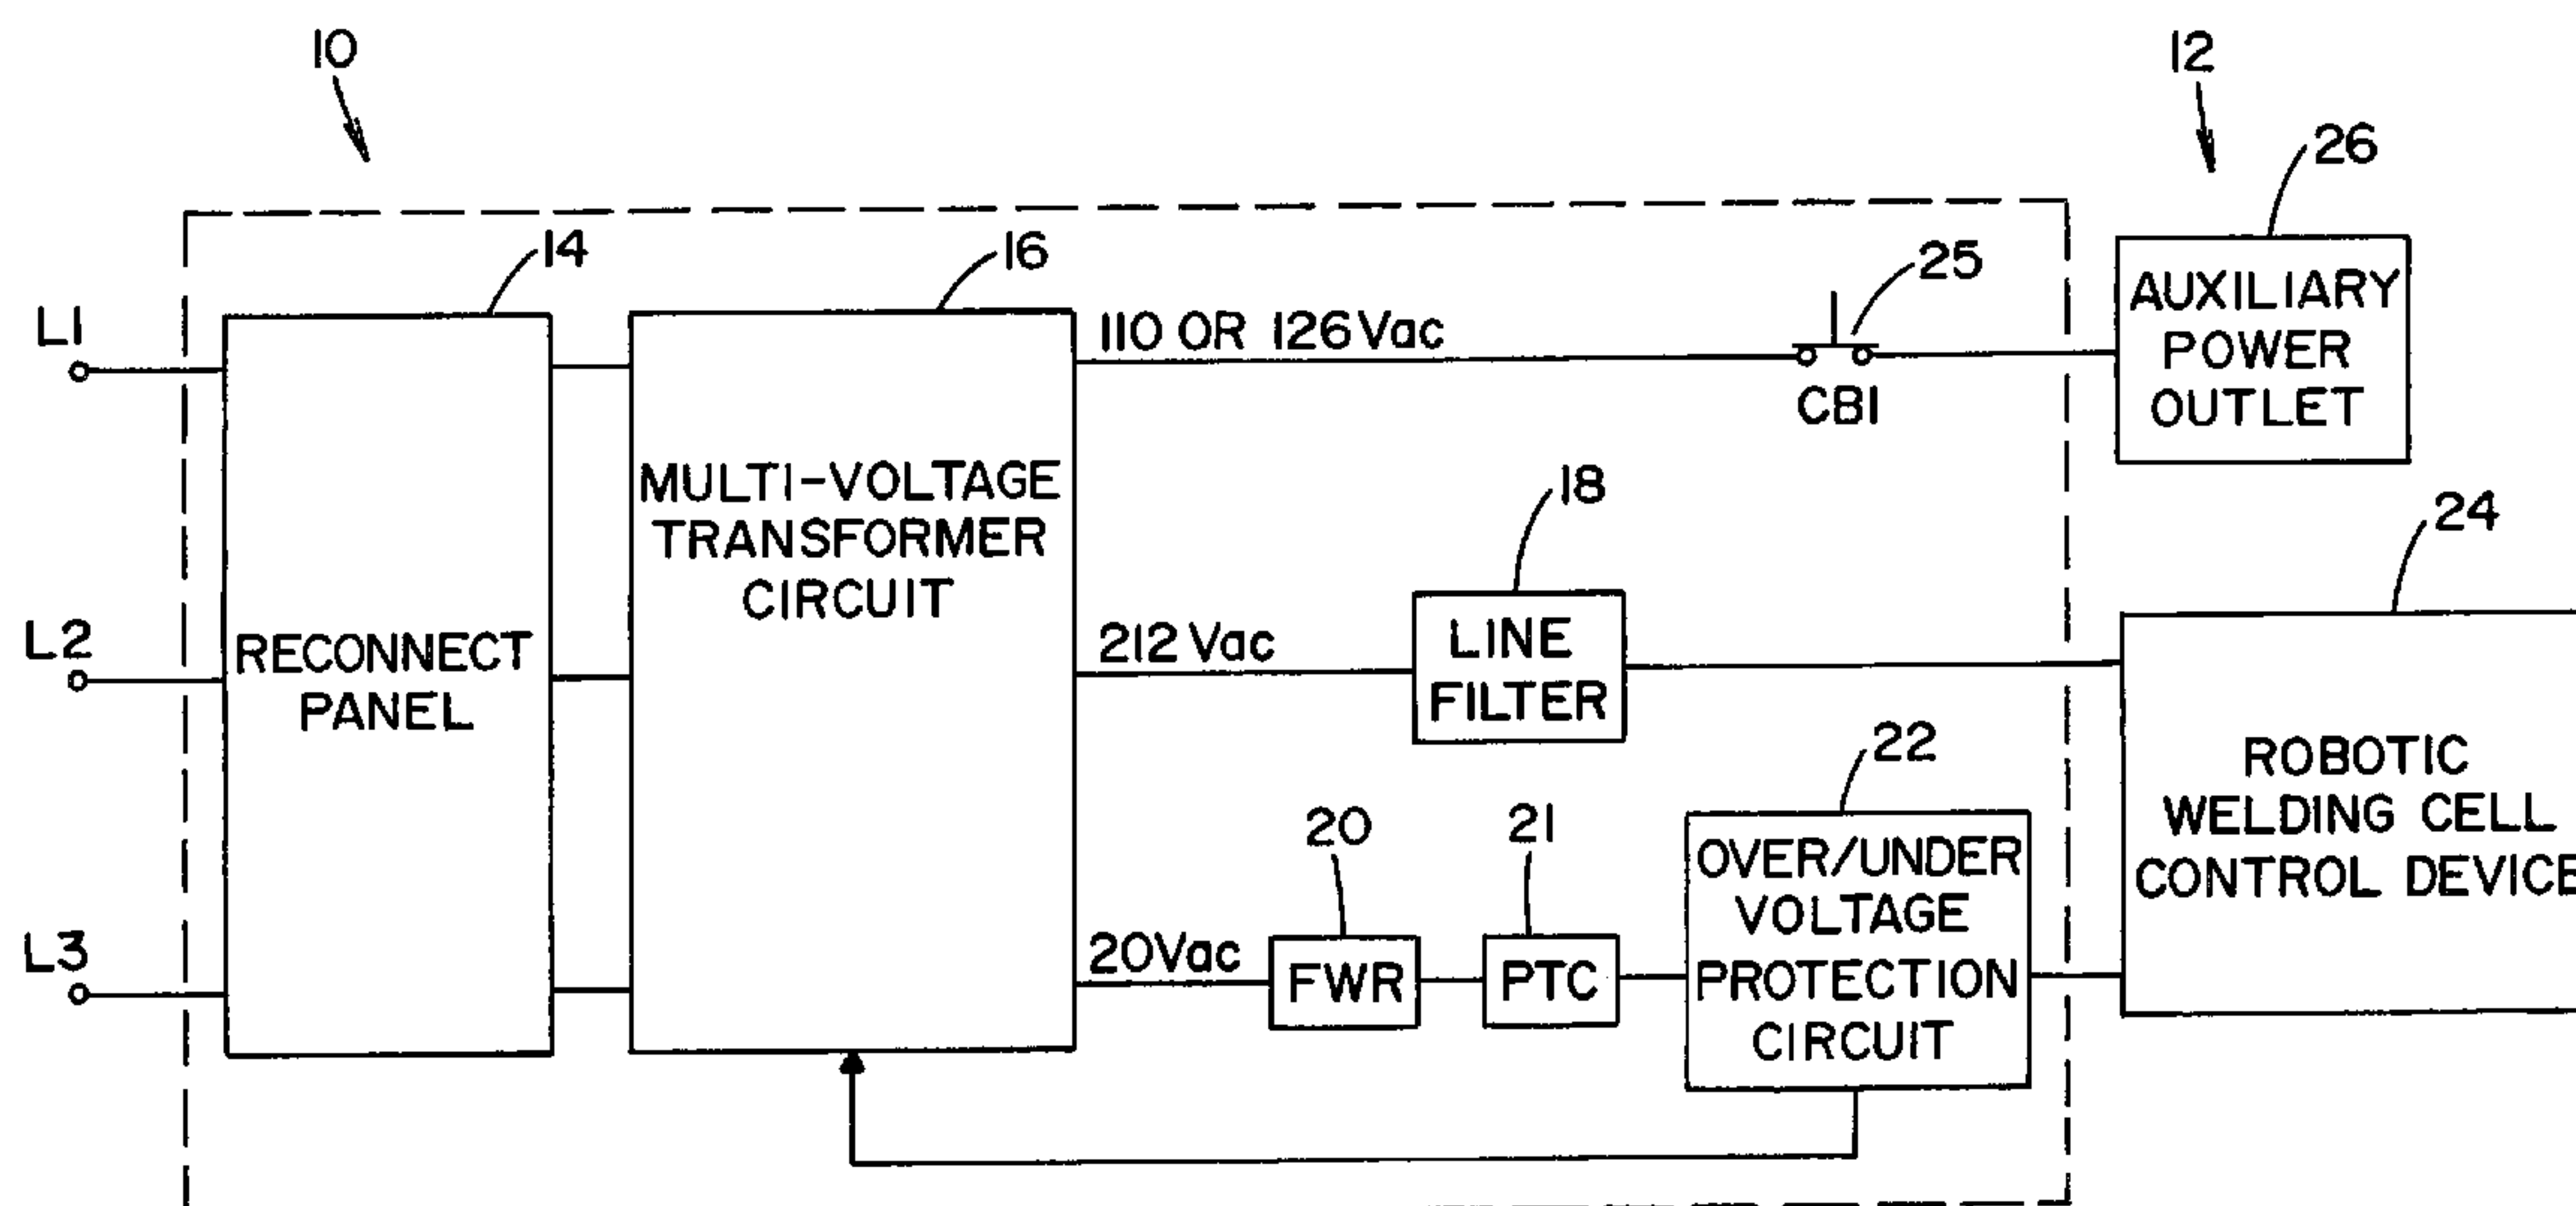 10
12
26
14
16
25
L1
110 OR 126Vac
AUXILIARY
POWER
OUTLET
CB1
MULTI-VOLTAGE
TRANSFORMER
CIRCUIT
18
24
L2
RECONNECT
PANEL
212 Vac
LINE
FILTER
22
ROBOTIC
WELDING CELL
CONTROL DEVICE
20
21
OVER/UNDER
VOLTAGE
PROTECTION
CIRCUIT
L3
20Vac
FWR
PTC